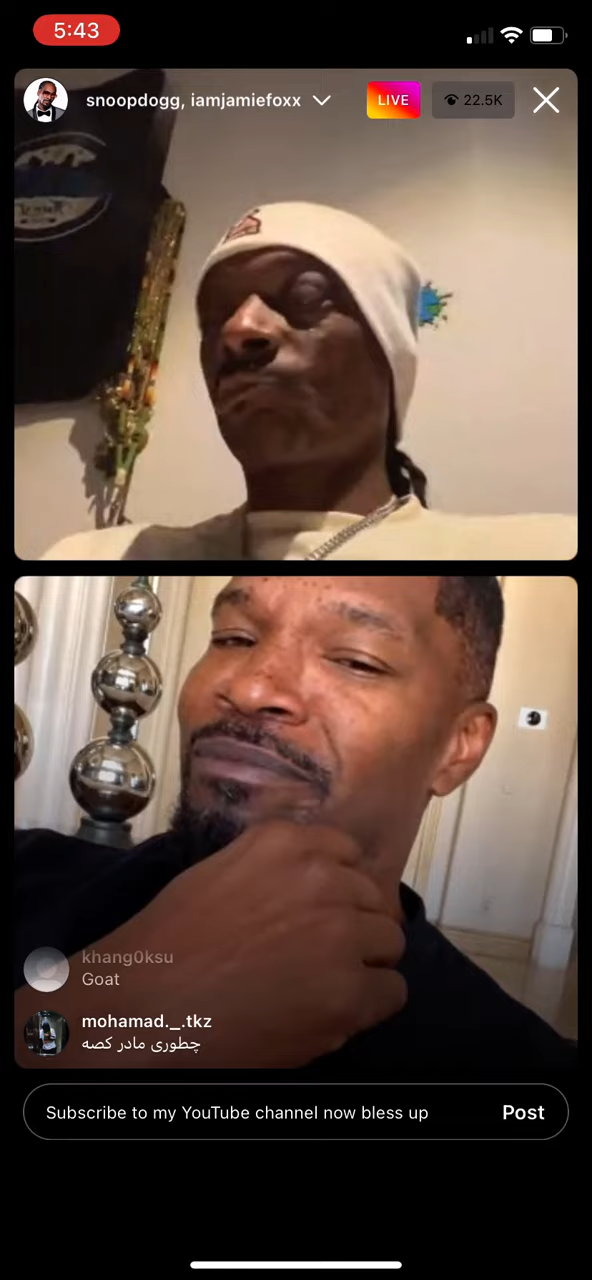 5:43
snoopdogg, iamjamiefoxx
LIVE
22.5K
khang0ksu
Goat
mohamad._.tkz
چطوری مادر کصه
Subscribe to my YouTube channel now bless up
Post